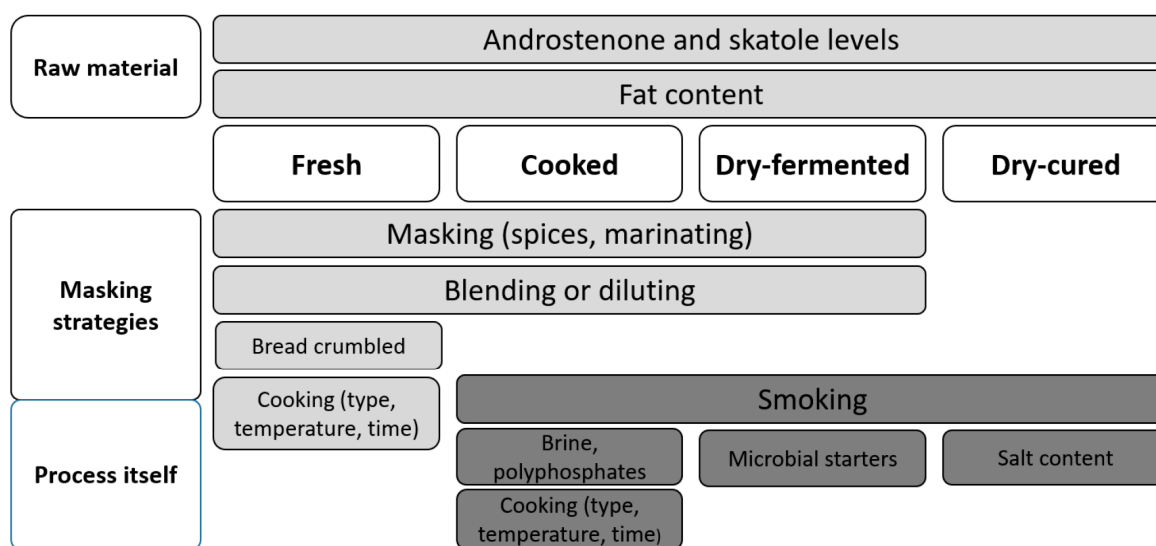 Raw material
Androstenone and skatole levels
Fat content
Fresh
Cooked
Dry-fermented
Dry-cured
Masking
strategies
Masking (spices, marinating)
Blending or diluting
Bread crumbled
Cooking (type,
temperature, time)
Smoking
Process itself
Brine,
polyphosphates
Microbial starters
Salt content
Cooking (type,
temperature, time)